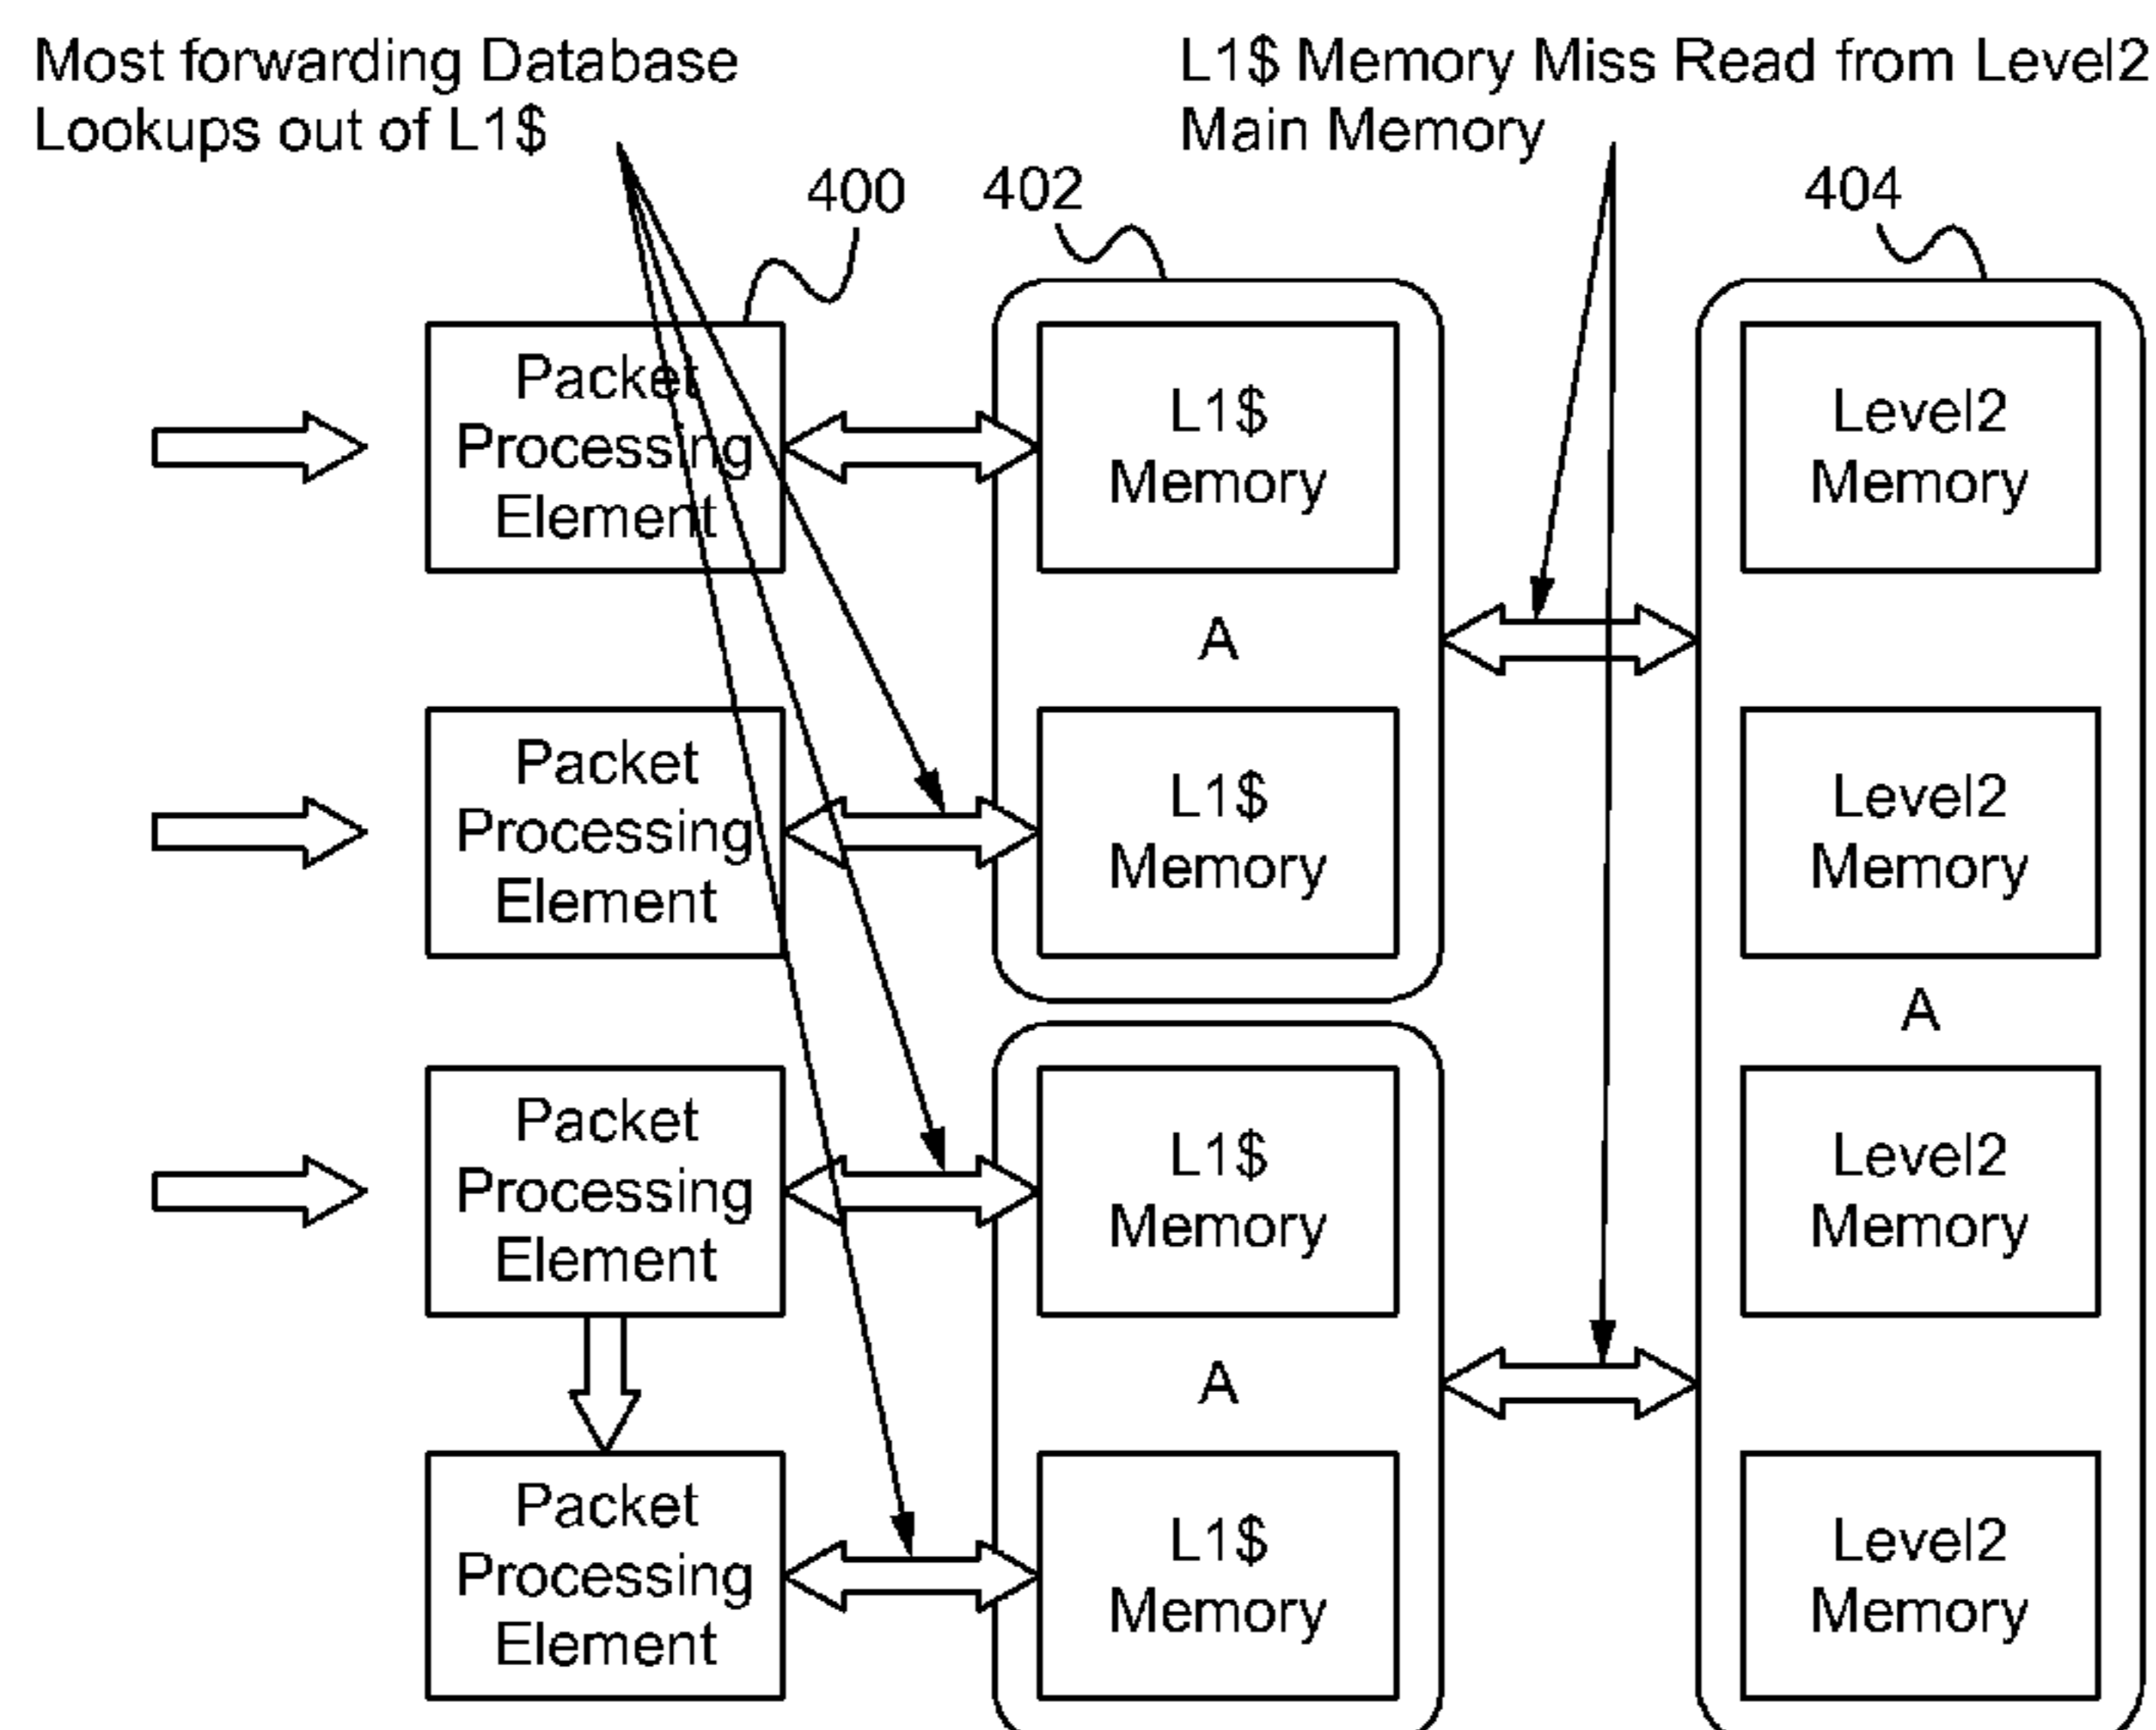 Most forwarding Database
Lookups out of L1$
L1$ Memory Miss Read from Level2
Main Memory
400
402
404
Packet
Processing
Element
L1$
Memory
Level2
Memory
A
Packet
Processing
Element
L1$
Memory
Level2
Memory
A
Packet
Processing
Element
L1$
Memory
Level2
Memory
A
Packet
Processing
Element
L1$
Memory
Level2
Memory